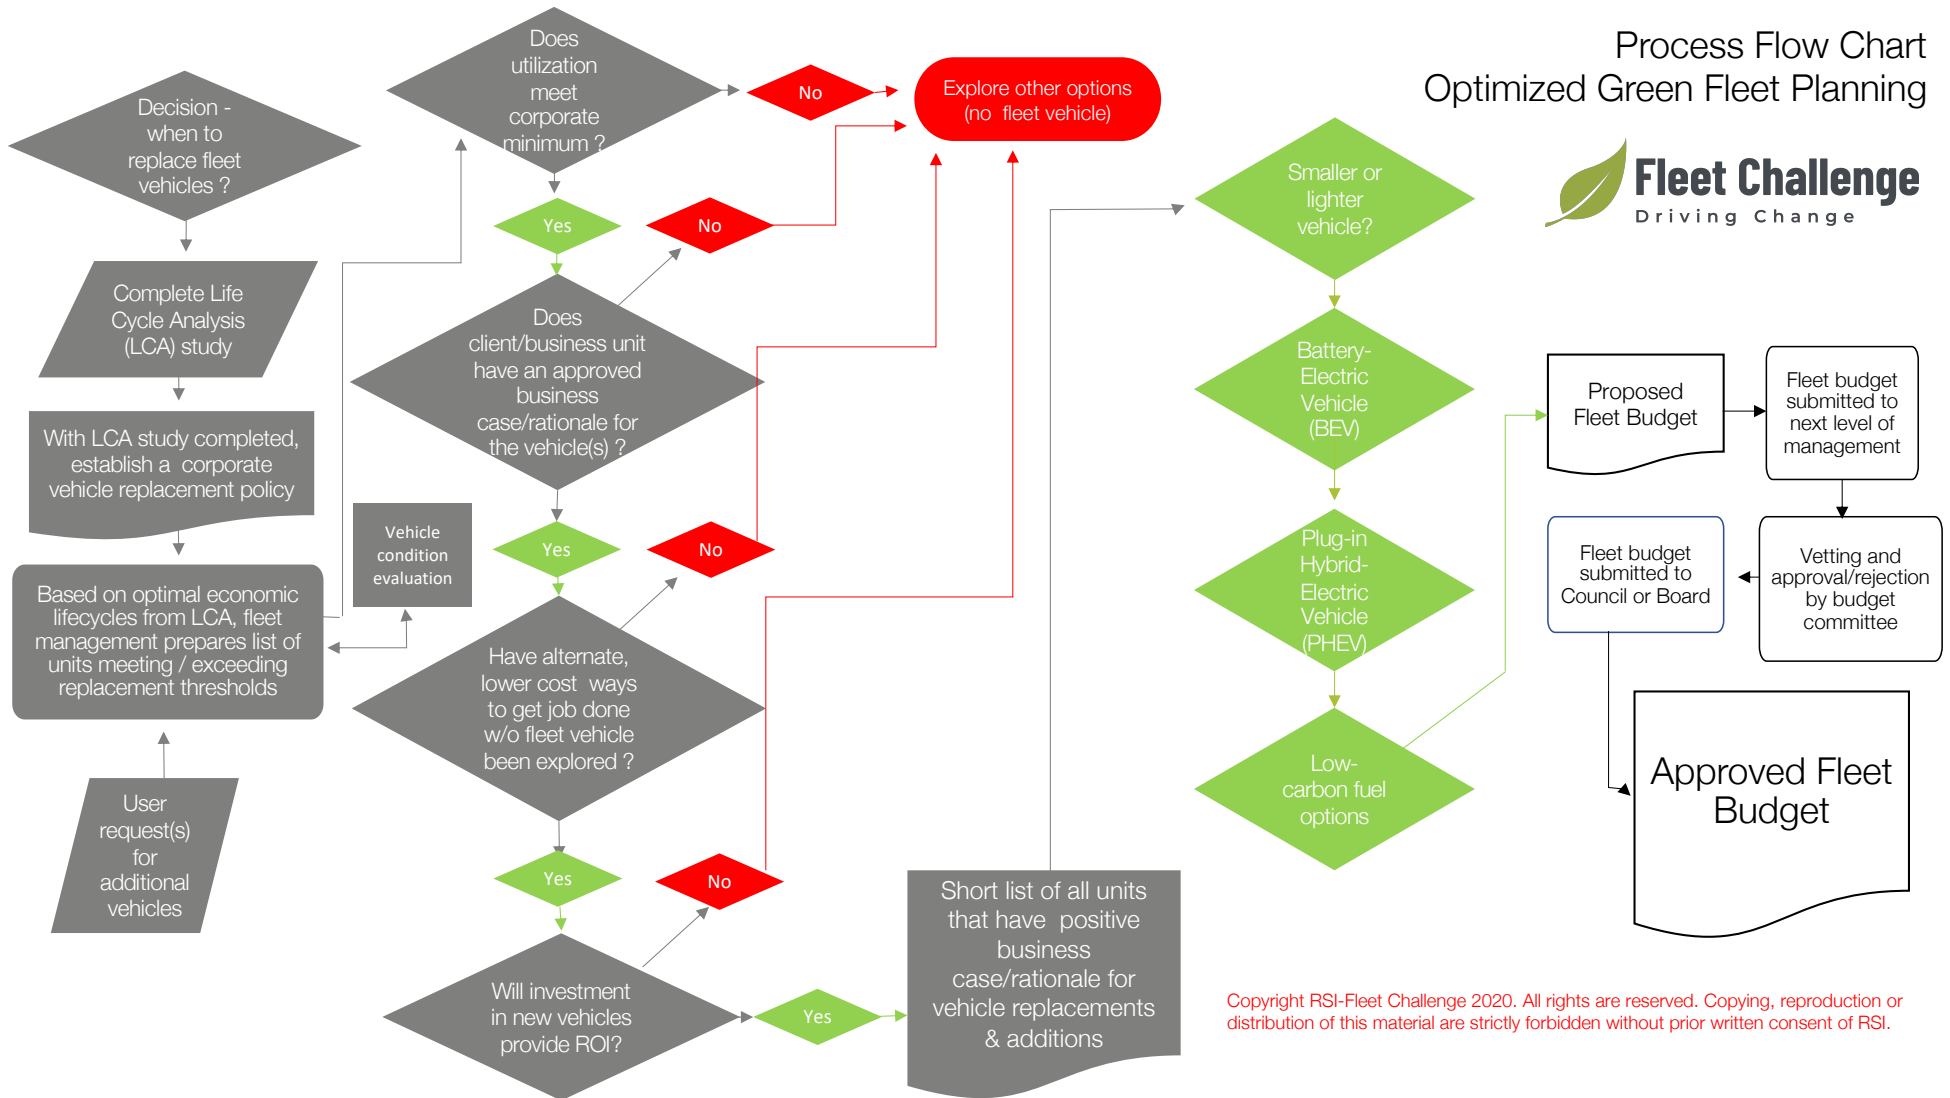 Process Flow Chart
Optimized Green Fleet Planning
Fleet Challenge
Driving Change
Decision -
when to
replace fleet
vehicles ?
Complete Life
Cycle Analysis
(LCA) study
With LCA study completed,
establish a corporate
vehicle replacement policy
Based on optimal economic
lifecycles from LCA, fleet
management prepares list of
units meeting / exceeding
replacement thresholds
User
request(s)
for
additional
vehicles
Vehicle
condition
evaluation
Does
utilization
meet
corporate
minimum ?
No
Explore other options
(no fleet vehicle)
Yes
No
Does
client/business unit
have an approved
business
case/rationale for
the vehicle(s) ?
Yes
No
Have alternate,
lower cost ways
to get job done
w/o fleet vehicle
been explored ?
Yes
No
Will investment
in new vehicles
provide ROI?
Yes
Short list of all units
that have positive
business
case/rationale for
vehicle replacements
& additions
Smaller or
lighter
vehicle?
Battery-
Electric
Vehicle
(BEV)
Plug-in
Hybrid-
Electric
Vehicle
(PHEV)
Low-
carbon fuel
options
Proposed
Fleet Budget
Fleet budget
submitted to
next level of
management
Vetting and
approval/rejection
by budget
committee
Fleet budget
submitted to
Council or Board
Approved Fleet
Budget
Copyright RSI-Fleet Challenge 2020. All rights are reserved. Copying, reproduction or
distribution of this material are strictly forbidden without prior written consent of RSI.